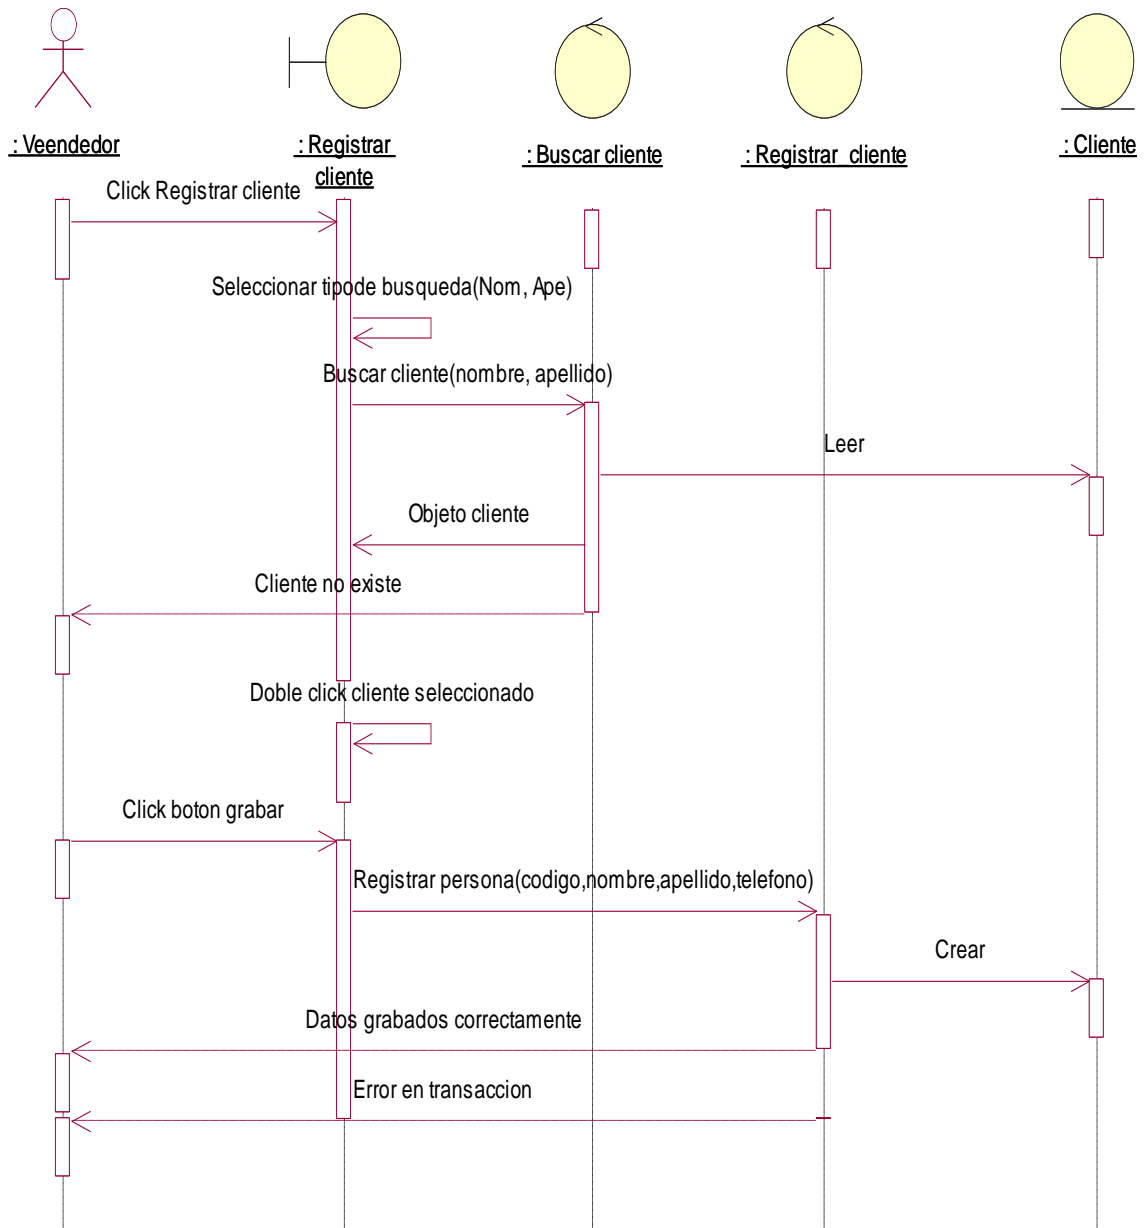 : Veendedor
: Registrar
cliente
: Buscar cliente
: Registrar_cliente
: Cliente
Click Registrar cliente
Seleccionar tipode busqueda(Nom, Ape)
Buscar cliente(nombre, apellido)
Leer
Objeto cliente
Cliente no existe
Doble click cliente seleccionado
Click boton grabar
Registrar persona(codigo,nombre,apellido,telefono)
Crear
Datos grabados correctamente
Error en transaccion